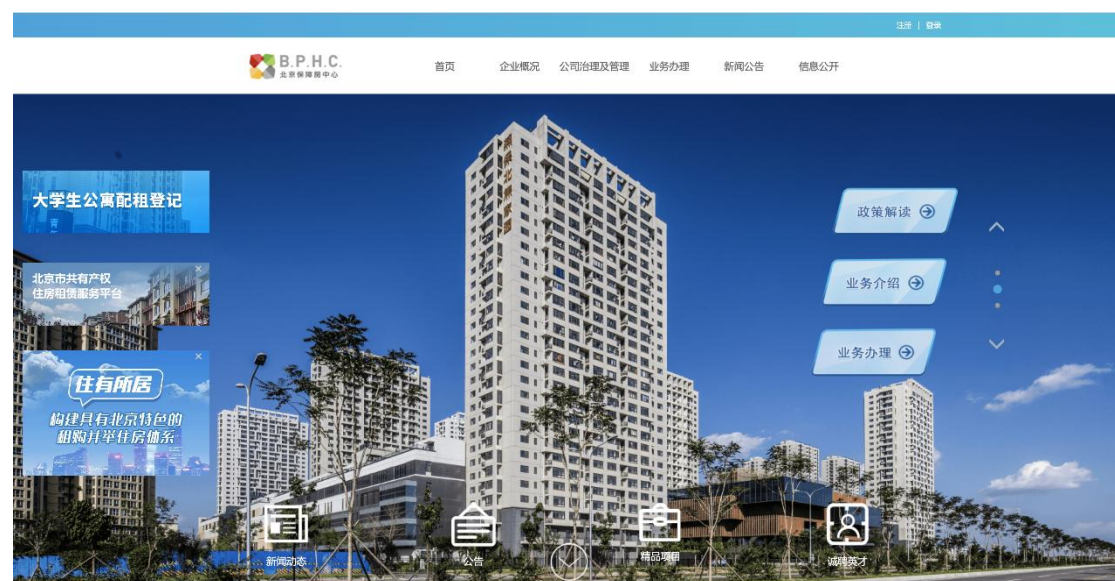 注册 | 登录
B.P.H.C.
北京保障房中心
首页 企业概况 公司治理及管理 业务办理 新闻公告 信息公开
大学生公寓配租登记
北京市共有产权
住房租赁服务平台
住有所居
构建具有北京特色的
租购并举住房体系
政策解读
业务介绍
业务办理
新闻动态
公告
精品项目
诚聘英才